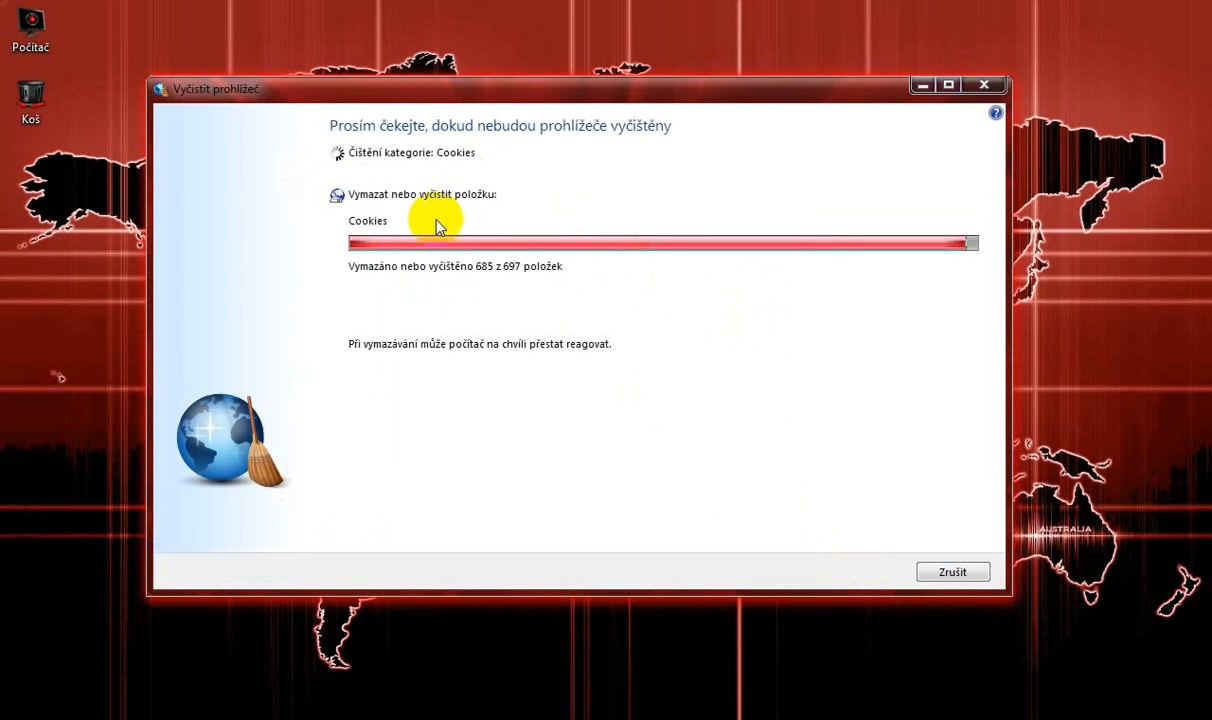 Počítač
Koš
Vyčistit prohlížeč
Prosím čekejte, dokud nebudou prohlížeče vyčištěny
Čištění kategorie: Cookies
Vymazat nebo vyčistit položku:
Cookies
Vymazáno nebo vyčištěno 685 z 697 položek
Při vymazávání může počítač na chvíli přestat reagovat.
AUSTRALIA
Zrušit